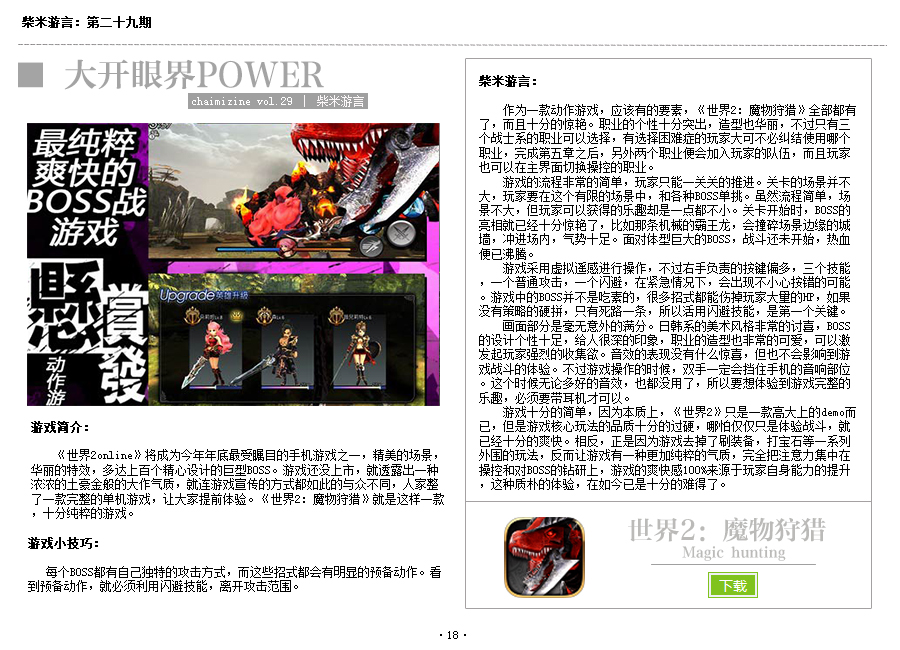 柴米游言：第二十九期
大开眼界POWER
chaimizine vol.29 ｜ 柴米游言
最纯粹
爽快的
BOSS战
游戏
懸
賞
發
动作游
Upgrade英雄升級
游戏简介：
《世界2online》将成为今年年底最受瞩目的手机游戏之一，精美的场景，
华丽的特效，多达上百个精心设计的巨型BOSS。游戏还没上市，就透露出一种
浓浓的土豪金般的大作气质，就连游戏宣传的方式都如此的与众不同，人家整
了一款完整的单机游戏，让大家提前体验。《世界2：魔物狩猎》就是这样一款
，十分纯粹的游戏。
游戏小技巧：
每个BOSS都有自己独特的攻击方式，而这些招式都会有明显的预备动作。看
到预备动作，就必须利用闪避技能，离开攻击范围。
柴米游言：
作为一款动作游戏，应该有的要素，《世界2：魔物狩猎》全部都有
了，而且十分的惊艳。职业的个性十分突出，造型也华丽，不过只有三
个战士系的职业可以选择，有选择困难症的玩家大可不必纠结使用哪个
职业，完成第五章之后，另外两个职业便会加入玩家的队伍，而且玩家
也可以在主界面切换操控的职业。
游戏的流程非常的简单，玩家只能一关关的推进。关卡的场景并不
大，玩家要在这个有限的场景中，和各种BOSS单挑。虽然流程简单，场
景不大，但玩家可以获得的乐趣却是一点都不小。关卡开始时，BOSS的
亮相就已经十分惊艳了，比如那条机械的霸王龙，会撞碎场景边缘的城
墙，冲进场内，气势十足。面对体型巨大的BOSS，战斗还未开始，热血
便已沸腾。
游戏采用虚拟遥感进行操作，不过右手负责的按键偏多，三个技能
，一个普通攻击，一个闪避，在紧急情况下，会出现不小心按错的可能
。游戏中的BOSS并不是吃素的，很多招式都能伤掉玩家大量的HP，如果
没有策略的硬拼，只有死路一条，所以活用闪避技能，是第一个关键。
画面部分是毫无意外的满分。日韩系的美术风格非常的讨喜，BOSS
的设计个性十足，给人很深的印象，职业的造型也非常的可爱，可以激
发起玩家强烈的收集欲。音效的表现没有什么惊喜，但也不会影响到游
戏战斗的体验。不过游戏操作的时候，双手一定会挡住手机的音响部位
。这个时候无论多好的音效，也都没用了，所以要想体验到游戏完整的
乐趣，必须要带耳机才可以。
游戏十分的简单，因为本质上，《世界2》只是一款高大上的demo而
已，但是游戏核心玩法的品质十分的过硬，哪怕仅仅只是体验战斗，就
已经十分的爽快。相反，正是因为游戏去掉了刷装备，打宝石等一系列
外围的玩法，反而让游戏有一种更加纯粹的气质，完全把注意力集中在
操控和对BOSS的钻研上，游戏的爽快感100%来源于玩家自身能力的提升
，这种质朴的体验，在如今已是十分的难得了。
世界2：魔物狩猎
Magic hunting
下载
·18·